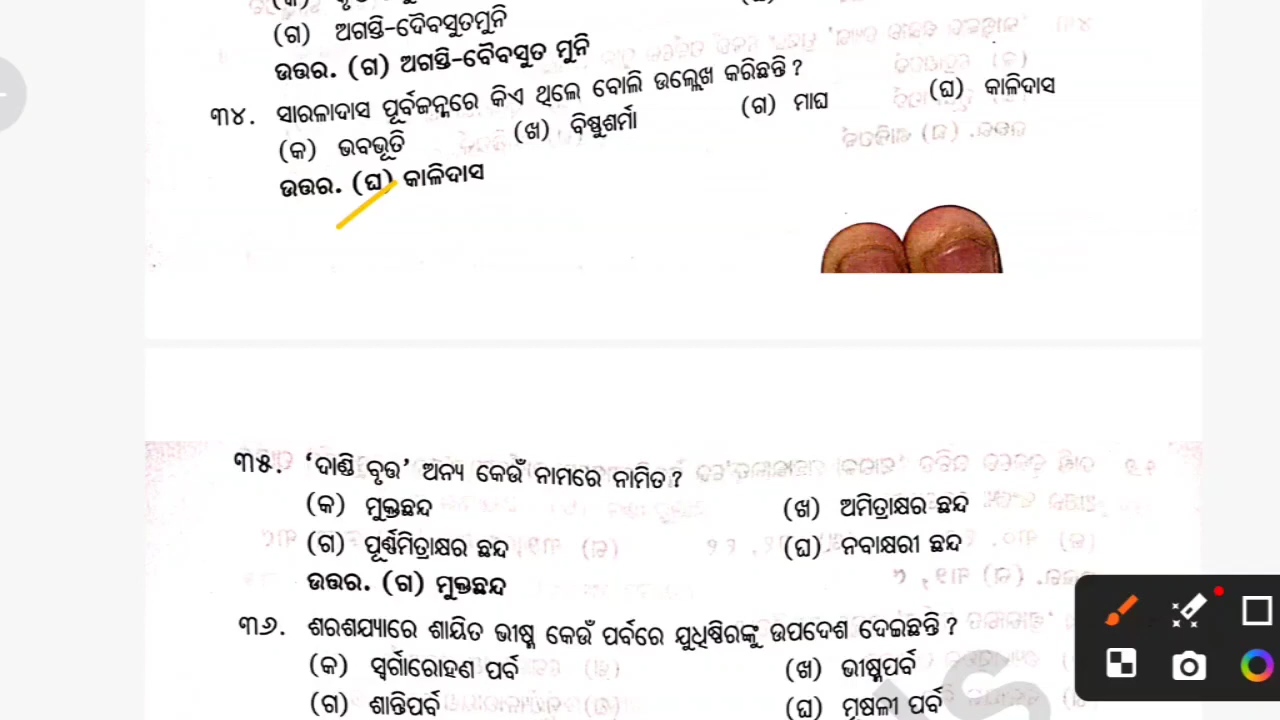 (ଗ) ଅଗସ୍ତି-ଦୈବସୁତମୁନି
ଉତ୍ତର. (ଗ) ଅଗସ୍ତି-ବୈବସୁତ ମୁନି
୩୪. ସାରଳାଦାସ ପୂର୍ବଜନ୍ମରେ କିଏ ଥିଲେ ବୋଲି ଉଲ୍ଲେଖ କରିଛନ୍ତି ?
(କ) ଭବଭୂତି (ଖ) ବିଷ୍ଣୁଶର୍ମା (ଗ) ମାଘ (ଘ) କାଳିଦାସ
ଉତ୍ତର. (ଘ) କାଳିଦାସ
୩୫. ‘ଦାଣ୍ଡି ବୃତ୍ତ’ ଅନ୍ୟ କେଉଁ ନାମରେ ନାମିତ ?
(କ) ମୁକ୍ତଛନ୍ଦ (ଖ) ଅମିତ୍ରାକ୍ଷର ଛନ୍ଦ
(ଗ) ପୂର୍ଣ୍ଣମିତ୍ରାକ୍ଷର ଛନ୍ଦ (ଘ) ନବାକ୍ଷରୀ ଛନ୍ଦ
ଉତ୍ତର. (ଗ) ମୁକ୍ତଛନ୍ଦ
୩୬. ଶରଶଯ୍ୟାରେ ଶାୟିତ ଭୀଷ୍ମ କେଉଁ ପର୍ବରେ ଯୁଧିଷ୍ଠିରଙ୍କୁ ଉପଦେଶ ଦେଇଛନ୍ତି ?
(କ) ସ୍ୱର୍ଗାରୋହଣ ପର୍ବ (ଖ) ଭୀଷ୍ମପର୍ବ
(ଗ) ଶାନ୍ତିପର୍ବ (ଘ) ମୂଷଳୀ ପର୍ବ